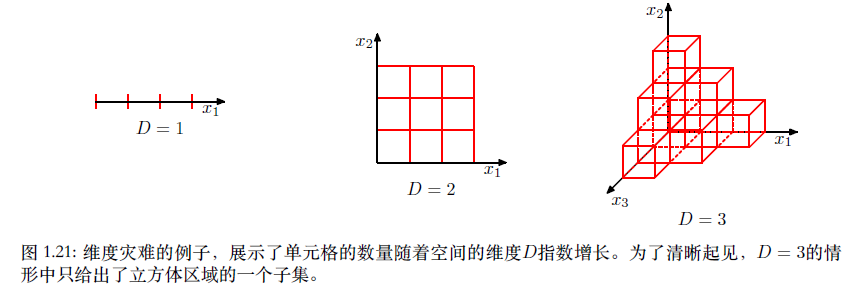 x₁
D = 1
x₂
x₁
D = 2
x₂
x₁
x₃
D = 3
图 1.21: 维度灾难的例子，展示了单元格的数量随着空间的维度D指数增长。为了清晰起见，D = 3的情
形中只给出了立方体区域的一个子集。